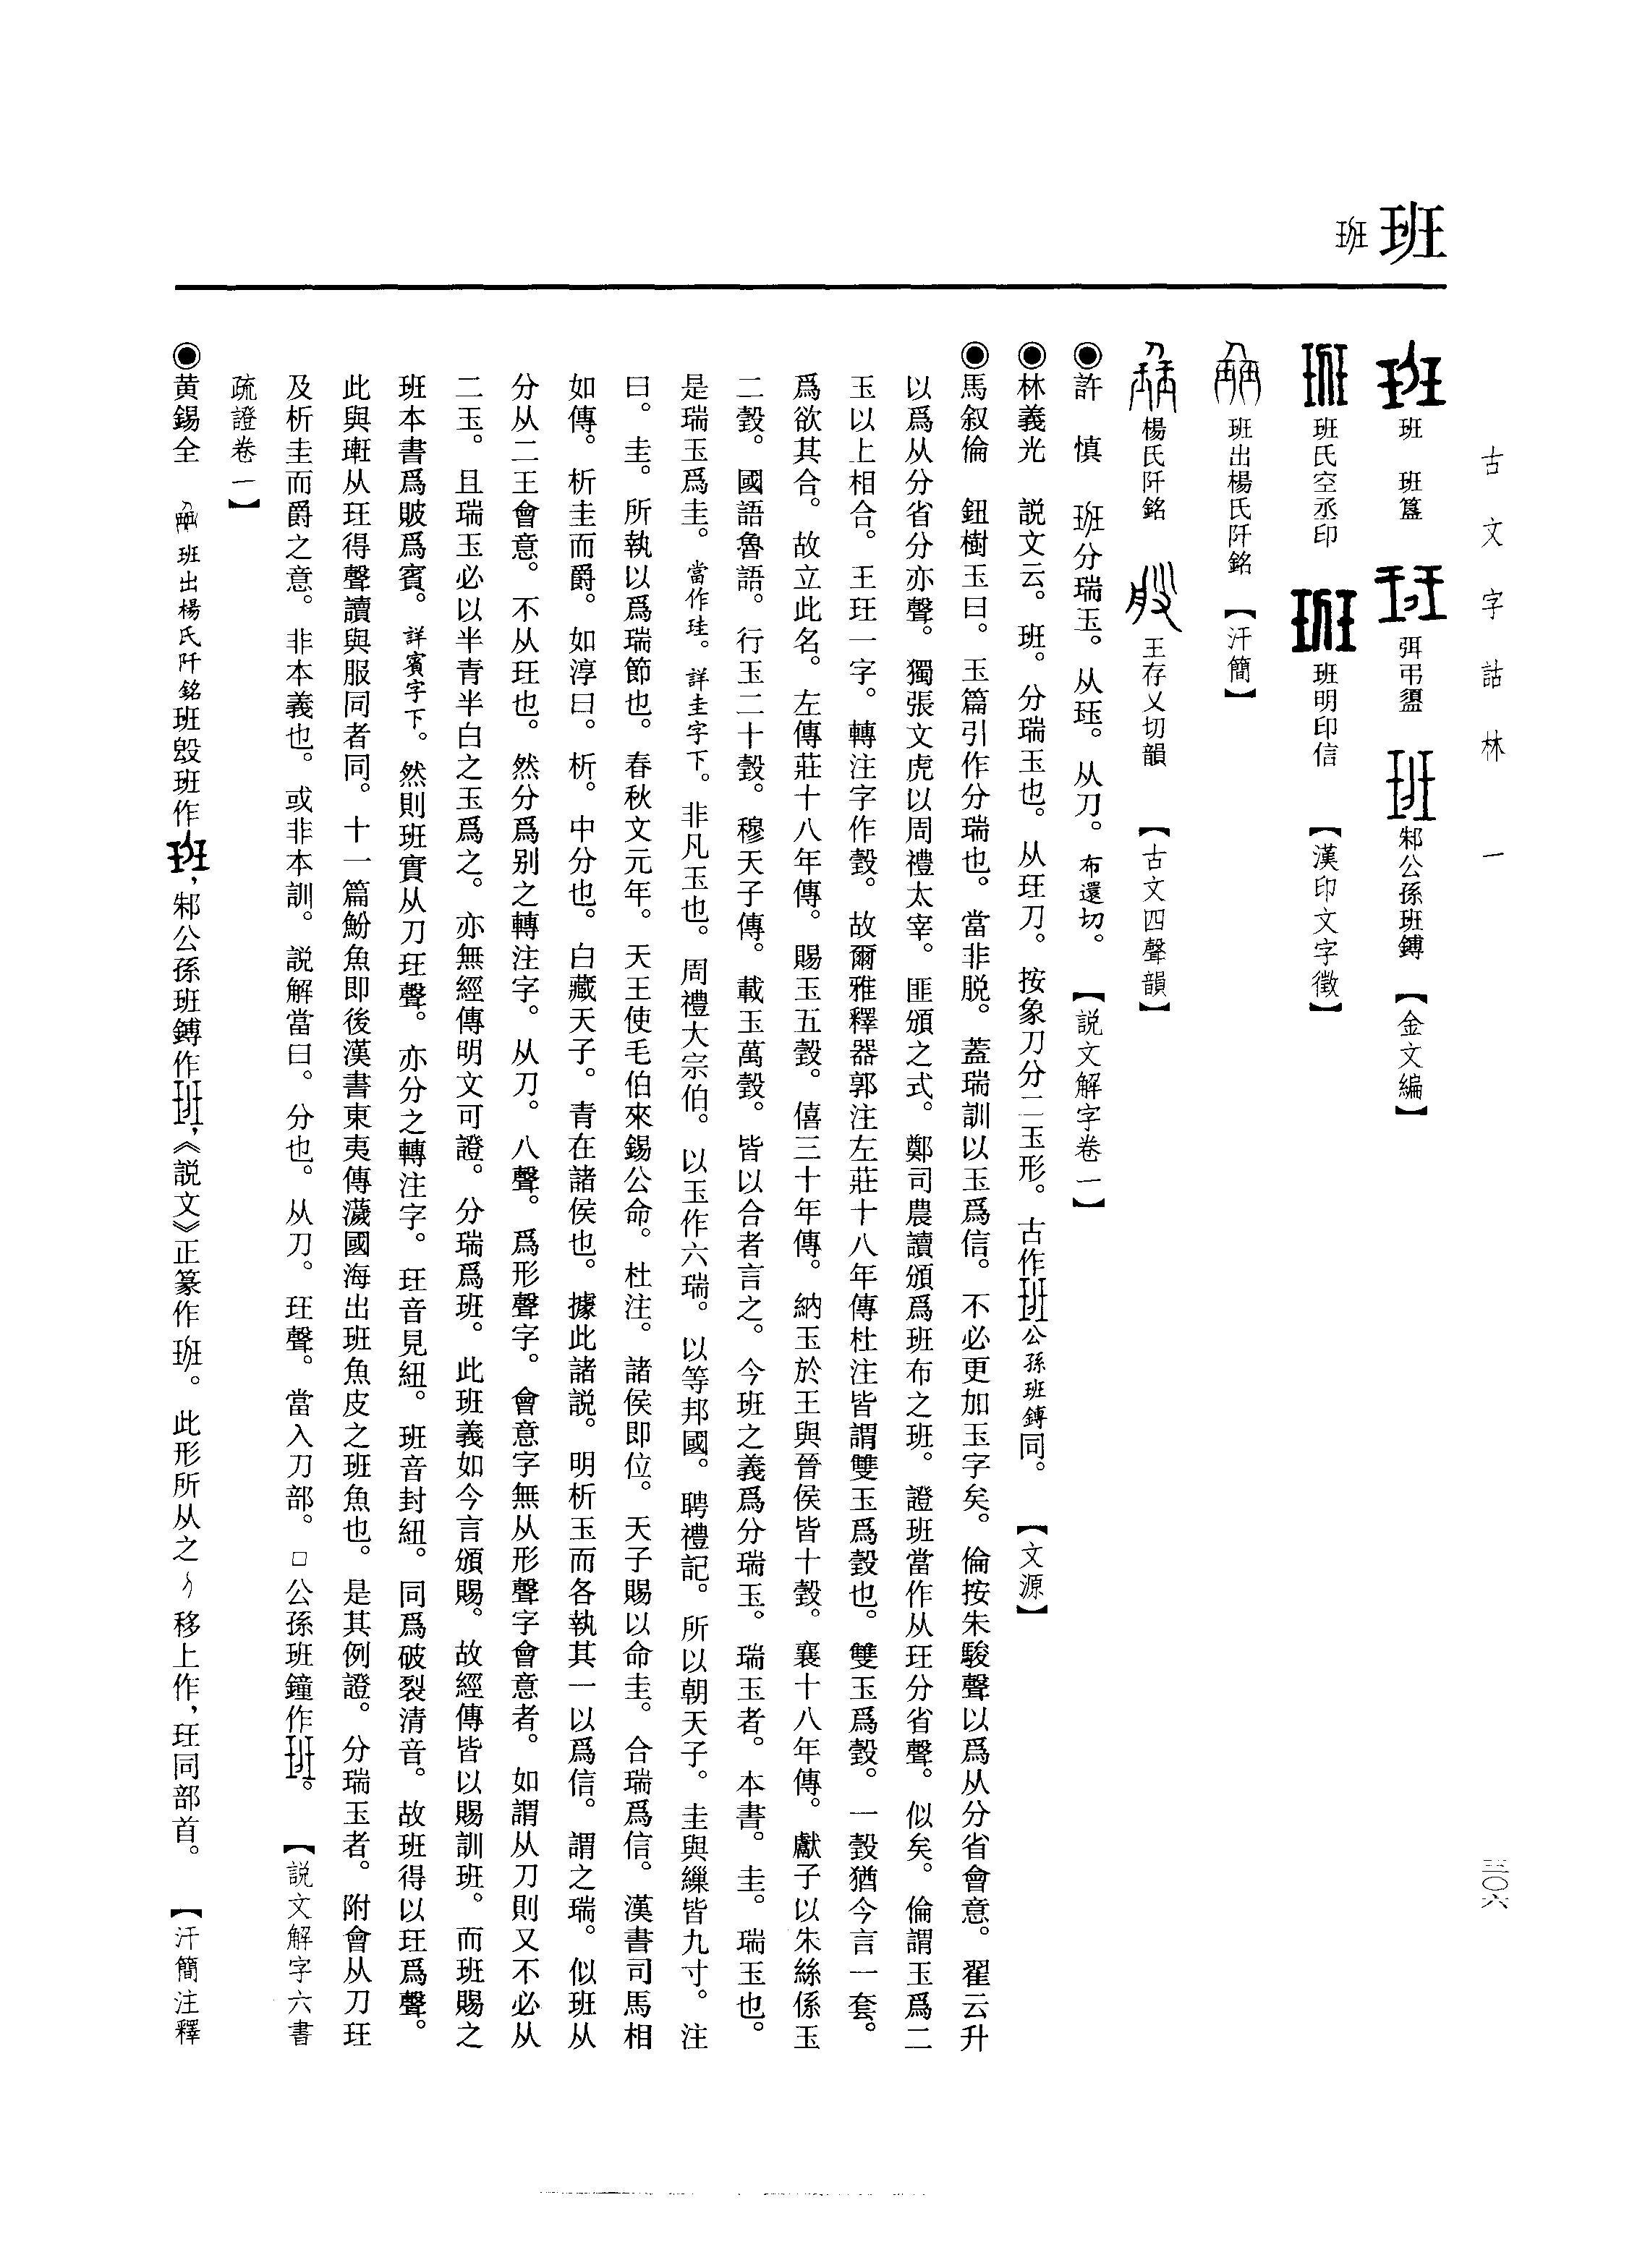 古文字詁林 一
三〇六
班
班 班簋 弭弔盨 邾公孫班鎛 【金文編】
班氏空丞印 班明印信 【漢印文字徵】
班出楊氏阡銘 【汗簡】
楊氏阡銘 王存乂切韻 【古文四聲韻】
◉許 慎 班分瑞玉。从珏。从刀。布還切。 【説文解字卷一】
◉林義光 説文云。班。分瑞玉也。从玨刀。按象刀分二玉形。古作公孫班鎛同。 【文源】
◉馬叙倫 鈕樹玉曰。玉篇引作分瑞也。當非脱。蓋瑞訓以玉爲信。不必更加玉字矣。倫按朱駿聲以爲从分省會意。翟云升
以爲从分省分亦聲。獨張文虎以周禮太宰。匪頒之式。鄭司農讀頒爲班布之班。證班當作从玨分省聲。似矣。倫謂玉爲二
玉以上相合。王玨一字。轉注字作瑴。故爾雅釋器郭注左莊十八年傳杜注皆謂雙玉爲瑴也。雙玉爲瑴。一瑴猶今言一套。
爲欲其合。故立此名。左傳莊十八年傳。賜玉五瑴。僖三十年傳。納玉於王與晉侯皆十瑴。襄十八年傳。獻子以朱絲係玉
二瑴。國語魯語。行玉二十瑴。穆天子傳。載玉萬瑴。皆以合者言之。今班之義爲分瑞玉。瑞玉者。本書。圭。瑞玉也。
是瑞玉爲圭。當作珪。詳圭字下。非凡玉也。周禮大宗伯。以玉作六瑞。以等邦國。聘禮記。所以朝天子。圭與繅皆九寸。注
曰。圭。所執以爲瑞節也。春秋文元年。天王使毛伯來錫公命。杜注。諸侯即位。天子賜以命圭。合瑞爲信。漢書司馬相
如傳。析圭而爵。如淳曰。析。中分也。白藏天子。青在諸侯也。據此諸説。明析玉而各執其一以爲信。謂之瑞。似班从
分从二王會意。不从玨也。然分爲别之轉注字。从刀。八聲。爲形聲字。會意字無从形聲字會意者。如謂从刀則又不必从
二玉。且瑞玉必以半青半白之玉爲之。亦無經傳明文可證。分瑞爲班。此班義如今言頒賜。故經傳皆以賜訓班。而班賜之
班本書爲㱵爲賓。詳賓字下。然則班實从刀玨聲。亦分之轉注字。玨音見紐。班音封紐。同爲破裂清音。故班得以玨爲聲。
此與㻎从玨得聲讀與服同者同。十一篇魵魚即後漢書東夷傳濊國海出班魚皮之班魚也。是其例證。分瑞玉者。附會从刀玨
及析圭而爵之意。非本義也。或非本訓。説解當曰。分也。从刀。玨聲。當入刀部。□公孫班鐘作。 【説文解字六書
疏證卷一】
◉黄錫全 班出楊氏阡銘班毁班作，邾公孫班鎛作，《説文》正篆作班。此形所从之移上作，玨同部首。 【汗簡注釋